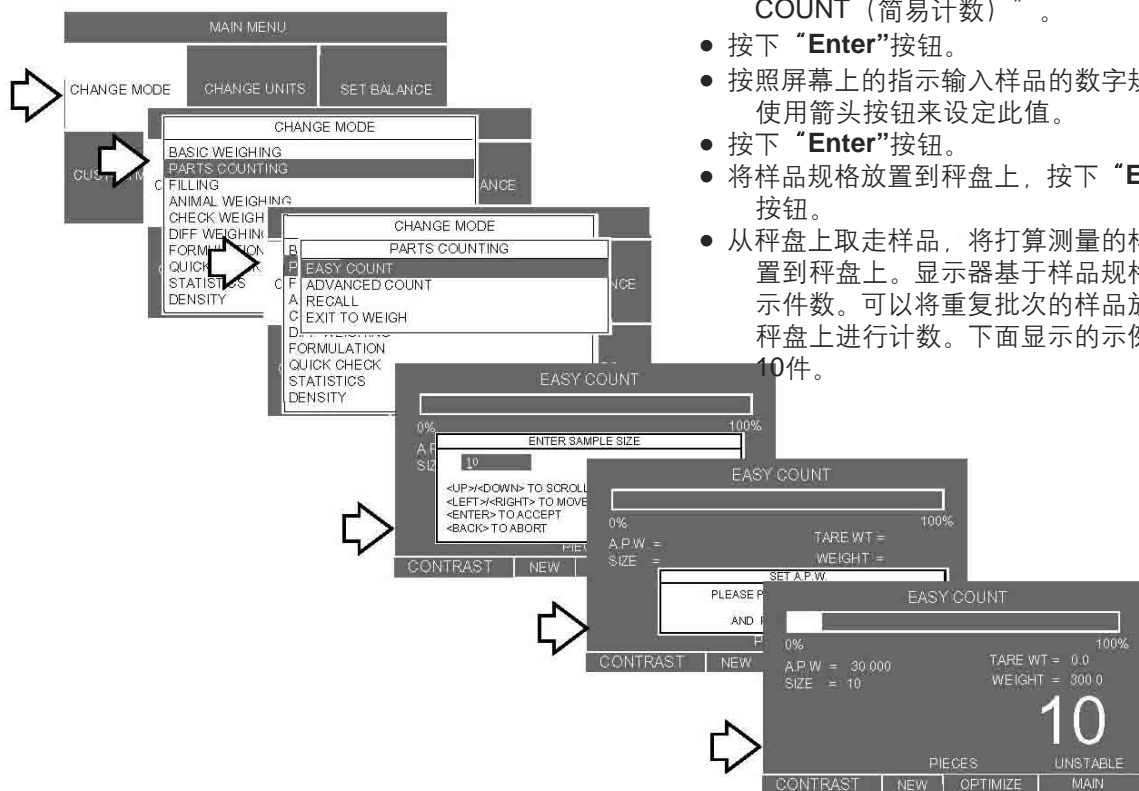 COUNT（简易计数）”。
● 按下“Enter”按钮。
● 按照屏幕上的指示输入样品的数字规
使用箭头按钮来设定此值。
● 按下“Enter”按钮。
● 将样品规格放置到秤盘上，按下“E
按钮。
● 从秤盘上取走样品，将打算测量的样
置到秤盘上。显示器基于样品规格
示件数。可以将重复批次的样品放
秤盘上进行计数。下面显示的示例
10件。
MAIN MENU
CHANGE MODE CHANGE UNITS SET BALANCE
CHANGE MODE
BASIC WEIGHING
PARTS COUNTING
FILLING
ANIMAL WEIGHING
CHECK WEIGH
DIFF WEIGHING
QUICK
STATISTICS
DENSITY
ANCE
CHANGE MODE
PARTS COUNTING
EASY COUNT
ADVANCED COUNT
RECALL
EXIT TO WEIGH
FORMULATION
QUICK CHECK
STATISTICS
DENSITY
NCE
EASY COUNT
0% 100%
ENTER SAMPLE SIZE
10
<UP>/<DOWN> TO SCROLL
<LEFT>/<RIGHT> TO MOVE
<ENTER> TO ACCEPT
<BACK> TO ABORT
CONTRAST NEW
EASY COUNT
0% 100%
A.P.W = TARE WT =
SIZE = WEIGHT =
SET A.P.W.
PLEASE P
AND
CONTRAST NEW
EASY COUNT
0% 100%
A.P.W = 30.000 TARE WT = 0.0
SIZE = 10 WEIGHT = 300.0
10
PIECES UNSTABLE
CONTRAST NEW OPTIMIZE MAIN